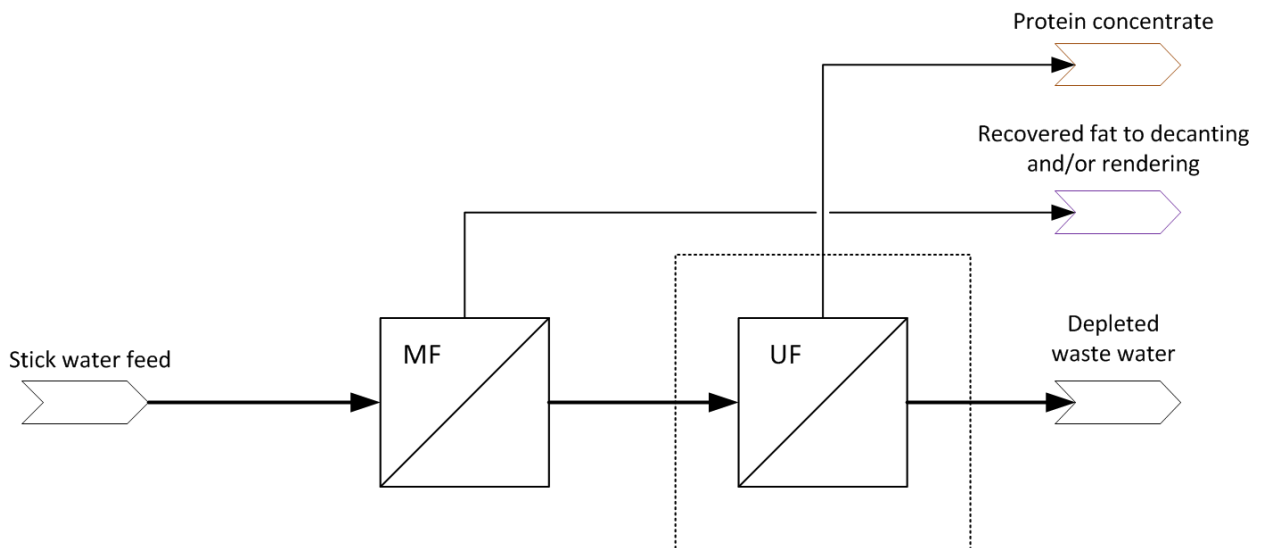 Protein concentrate
Recovered fat to decanting
and/or rendering
Stick water feed
MF
UF
Depleted
waste water